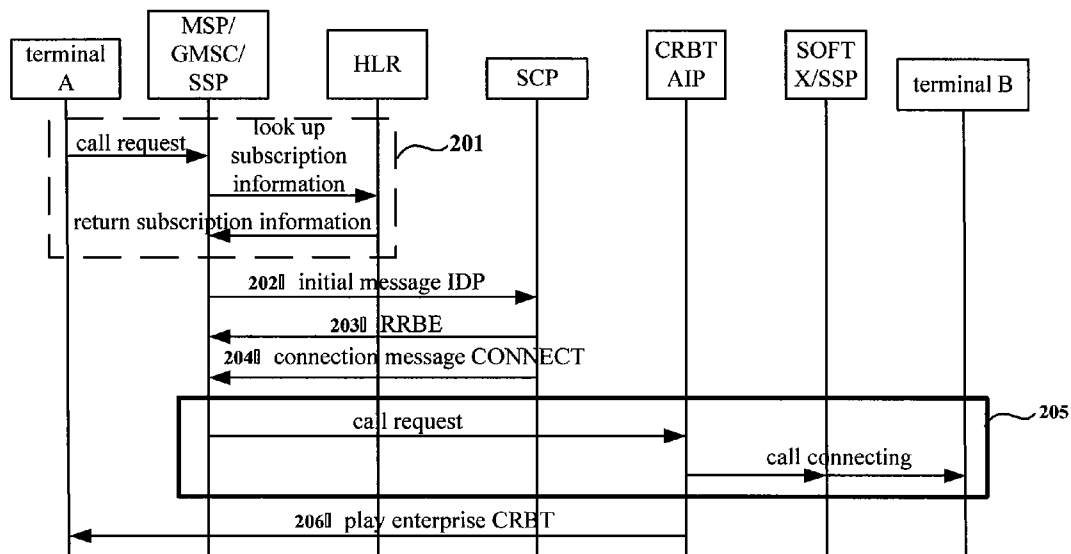 terminal
A
MSP/
GMSC/
SSP
HLR
SCP
CRBT
AIP
SOFT
X/SSP
terminal B
call request
look up
subscription
information
201
return subscription information
202▯ initial message IDP
203▯ RRBE
204▯ connection message CONNECT
205
call request
call connecting
206▯ play enterprise CRBT